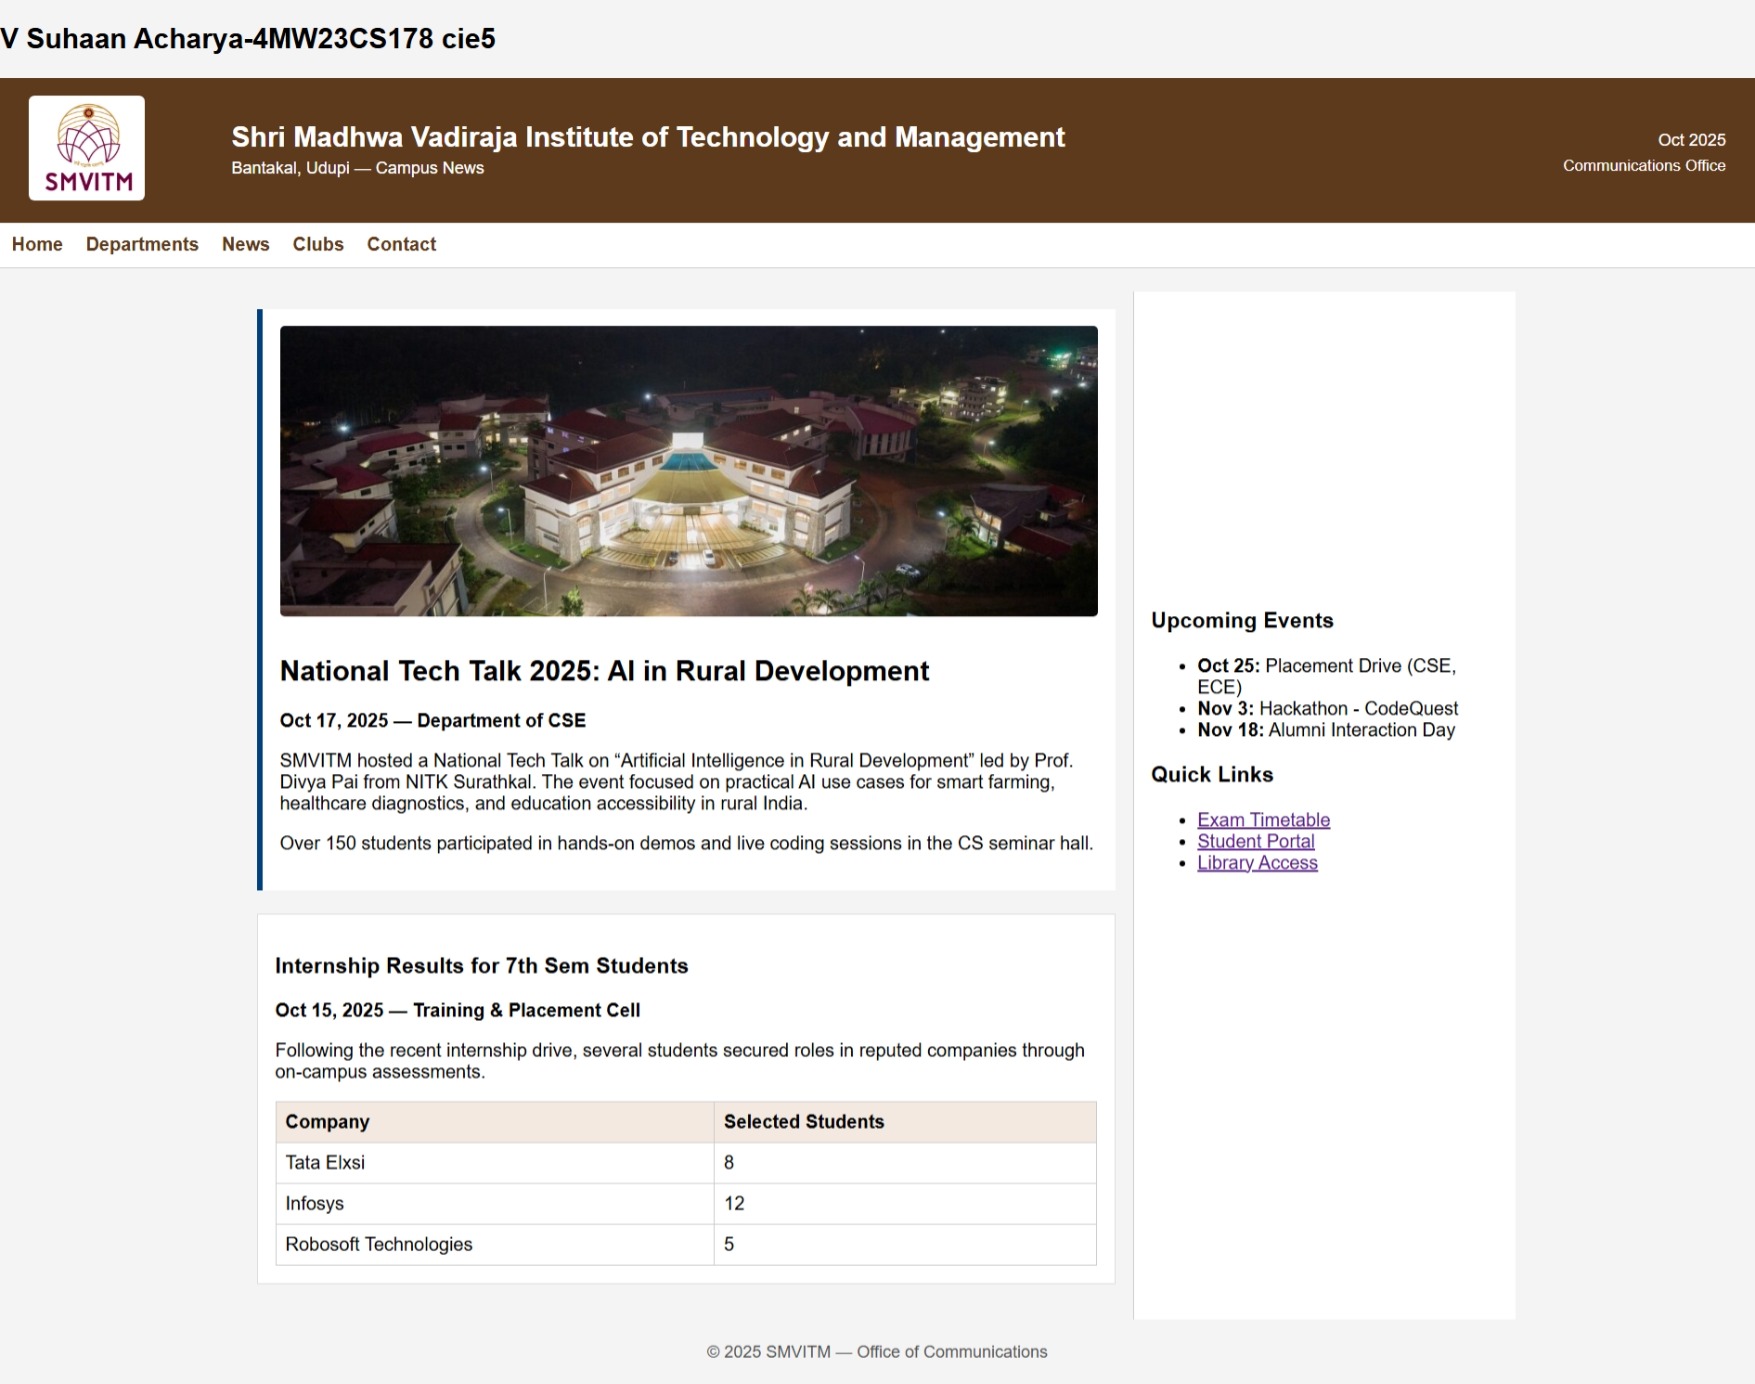 V Suhaan Acharya-4MW23CS178 cie5
SMVITM
Shri Madhwa Vadiraja Institute of Technology and Management
Bantakal, Udupi — Campus News
Oct 2025
Communications Office
Home Departments News Clubs Contact
National Tech Talk 2025: AI in Rural Development
Oct 17, 2025 — Department of CSE
SMVITM hosted a National Tech Talk on “Artificial Intelligence in Rural Development” led by Prof.
Divya Pai from NITK Surathkal. The event focused on practical AI use cases for smart farming,
healthcare diagnostics, and education accessibility in rural India.
Over 150 students participated in hands-on demos and live coding sessions in the CS seminar hall.
Internship Results for 7th Sem Students
Oct 15, 2025 — Training & Placement Cell
Following the recent internship drive, several students secured roles in reputed companies through
on-campus assessments.
Company Selected Students
Tata Elxsi 8
Infosys 12
Robosoft Technologies 5
Upcoming Events
Oct 25: Placement Drive (CSE,
ECE)
Nov 3: Hackathon - CodeQuest
Nov 18: Alumni Interaction Day
Quick Links
Exam Timetable
Student Portal
Library Access
© 2025 SMVITM — Office of Communications